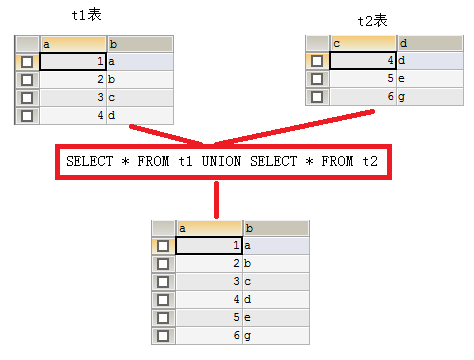 t1表
t2表
a b
1 a
2 b
3 c
4 d
c d
4 d
5 e
6 g
SELECT * FROM t1 UNION SELECT * FROM t2
a b
1 a
2 b
3 c
4 d
5 e
6 g